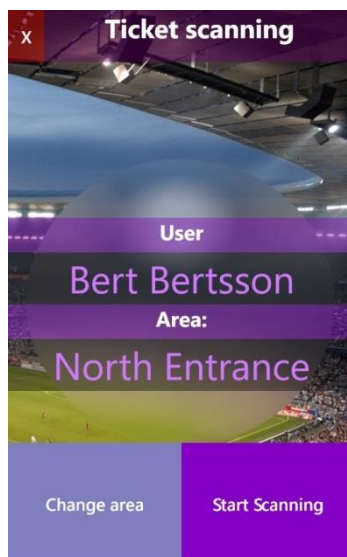 x
Ticket scanning
User
Bert Bertsson
Area:
North Entrance
Change area
Start Scanning